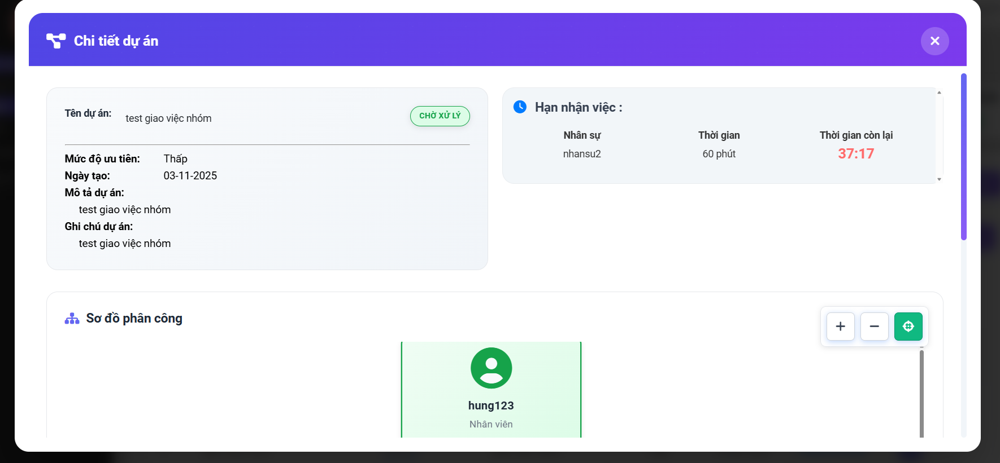 Chi tiết dự án
Tên dự án: test giao việc nhóm
CHỜ XỬ LÝ
Mức độ ưu tiên: Thấp
Ngày tạo: 03-11-2025
Mô tả dự án:
test giao việc nhóm
Ghi chú dự án:
test giao việc nhóm
Hạn nhận việc :
Nhân sự Thời gian Thời gian còn lại
nhansu2 60 phút 37:17
Sơ đồ phân công
hung123
Nhân viên